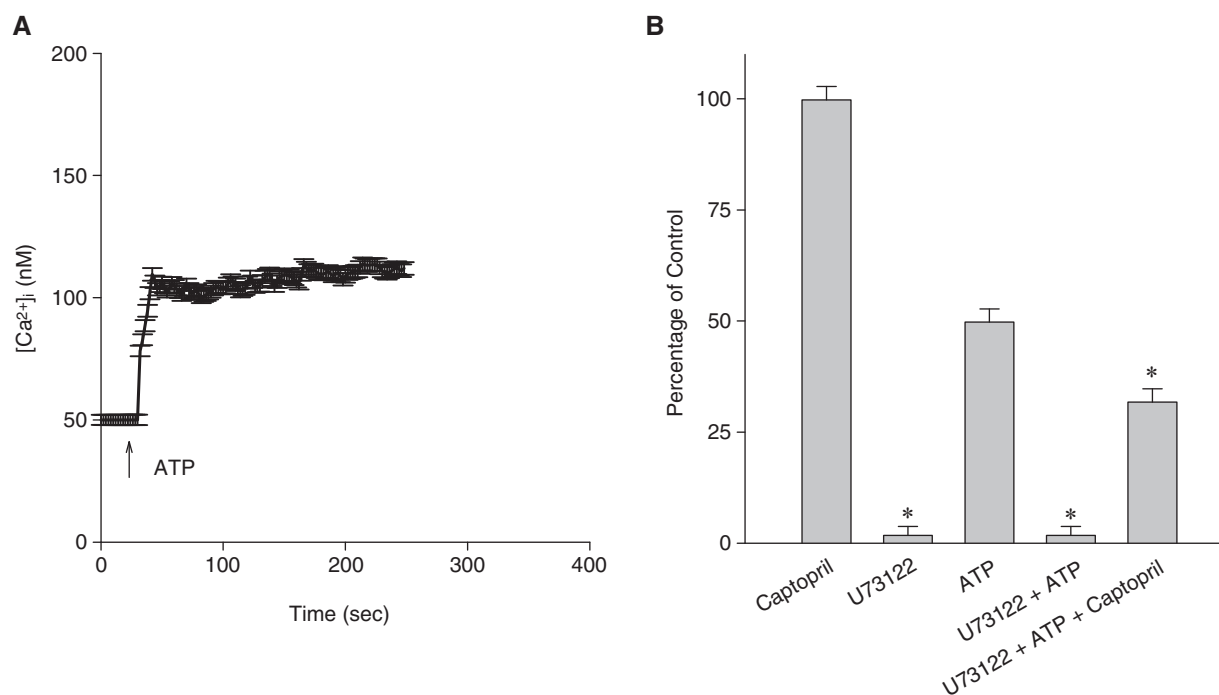 A
200
150
100
50
0
[Ca²⁺]ᵢ (nM)
ATP
0
100
200
300
400
Time (sec)
B
100
75
50
25
0
Percentage of Control
*
*
*
Captopril
U73122
ATP
U73122 + ATP
U73122 + ATP + Captopril